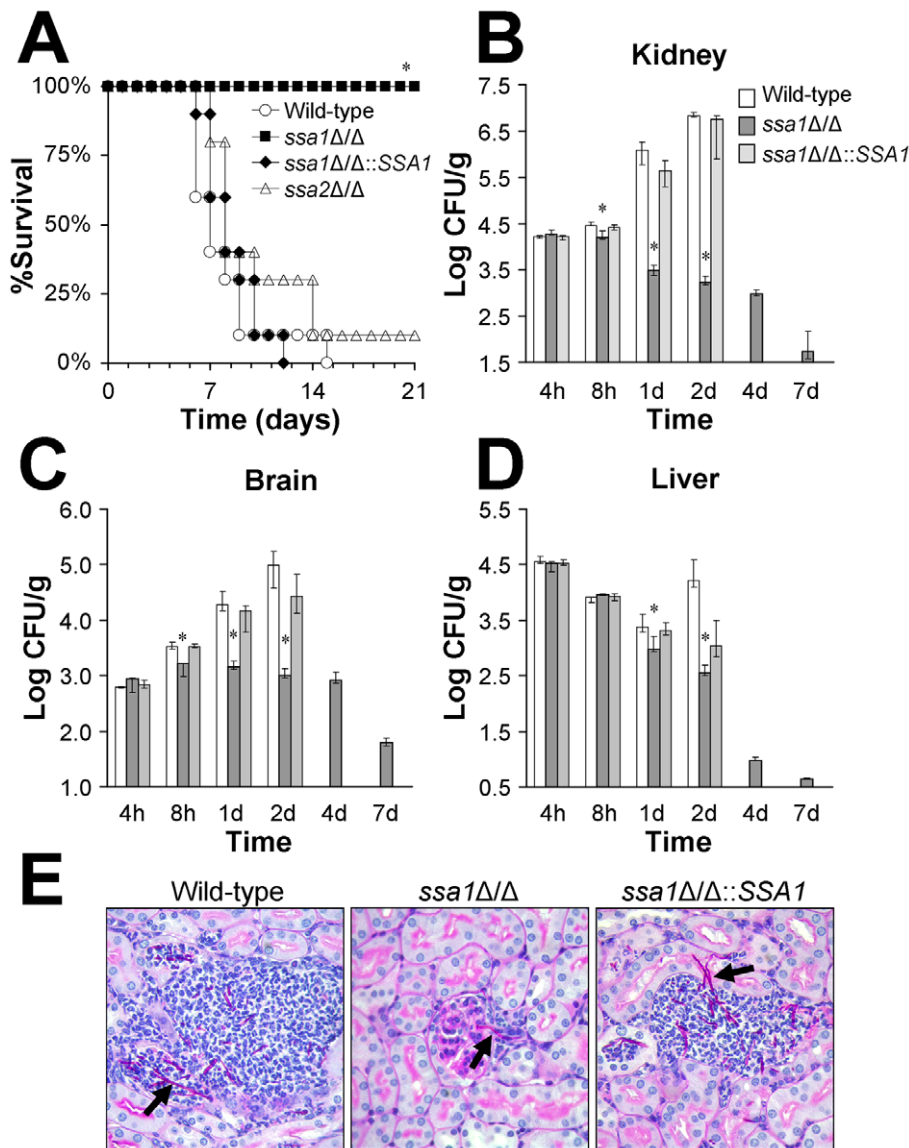 A
*
100%
75%
50%
25%
0%
%Survival
Wild-type
ssa1Δ/Δ
ssa1Δ/Δ::SSA1
ssa2Δ/Δ
0 7 14 21
Time (days)
B
Kidney
7.5
6.5
5.5
4.5
3.5
2.5
1.5
Log CFU/g
Wild-type
ssa1Δ/Δ
ssa1Δ/Δ::SSA1
*
*
*
4h 8h 1d 2d 4d 7d
Time
C
Brain
6.0
5.0
4.0
3.0
2.0
1.0
Log CFU/g
* * *
4h 8h 1d 2d 4d 7d
Time
D
Liver
5.5
4.5
3.5
2.5
1.5
0.5
Log CFU/g
*
*
4h 8h 1d 2d 4d 7d
Time
E
Wild-type
ssa1Δ/Δ
ssa1Δ/Δ::SSA1